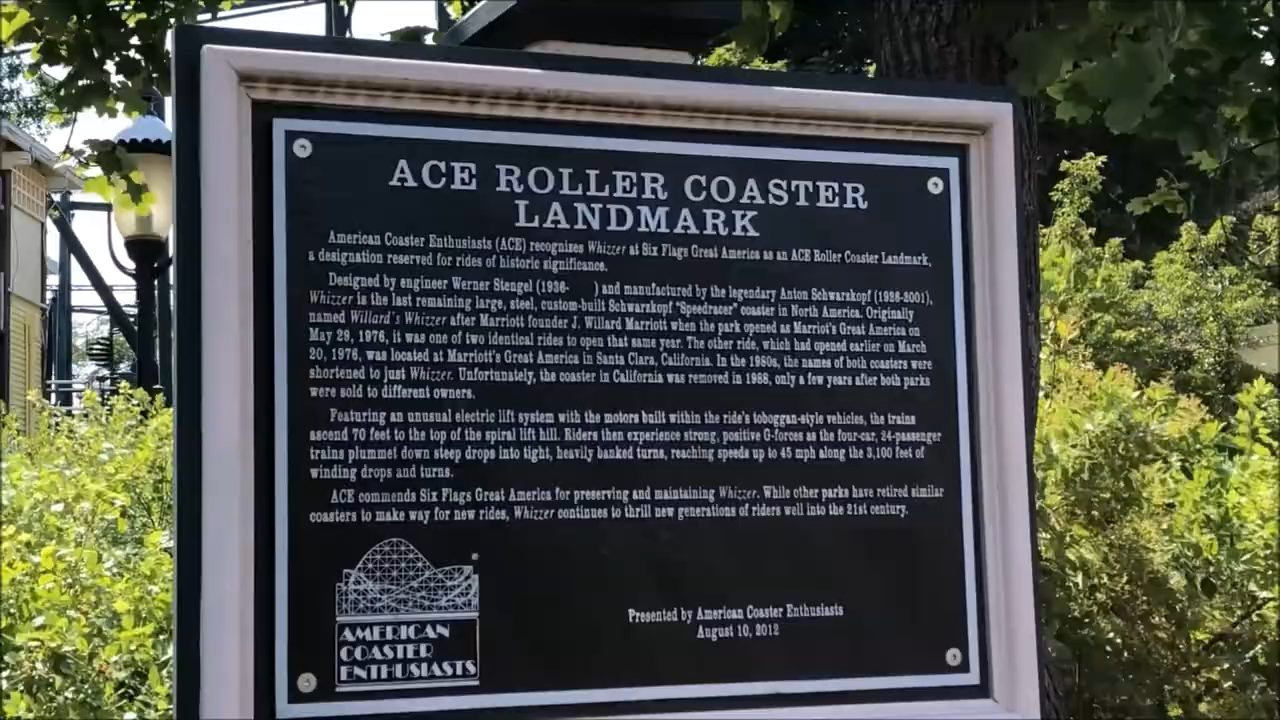 ACE ROLLER COASTER
LANDMARK
American Coaster Enthusiasts (ACE) recognizes Whizzer at Six Flags Great America as an ACE Roller Coaster Landmark,
a designation reserved for rides of historic significance.
Designed by engineer Werner Stengel (1936-      ) and manufactured by the legendary Anton Schwarzkopf (1926-2001),
Whizzer is the last remaining large, steel, custom-built Schwarzkopf "Speedracer" coaster in North America. Originally
named Willard's Whizzer after Marriott founder J. Willard Marriott when the park opened as Marriot's Great America on
May 29, 1976, it was one of two identical rides to open that same year. The other ride, which had opened earlier on March
20, 1976, was located at Marriott's Great America in Santa Clara, California. In the 1980s, the names of both coasters were
shortened to just Whizzer. Unfortunately, the coaster in California was removed in 1988, only a few years after both parks
were sold to different owners.
Featuring an unusual electric lift system with the motors built within the ride's toboggan-style vehicles, the trains
ascend 70 feet to the top of the spiral lift hill. Riders then experience strong, positive G-forces as the four-car, 24-passenger
trains plummet down steep drops into tight, heavily banked turns, reaching speeds up to 45 mph along the 3,100 feet of
winding drops and turns.
ACE commends Six Flags Great America for preserving and maintaining Whizzer. While other parks have retired similar
coasters to make way for new rides, Whizzer continues to thrill new generations of riders well into the 21st century.
AMERICAN
COASTER
ENTHUSIASTS
Presented by American Coaster Enthusiasts
August 10, 2012